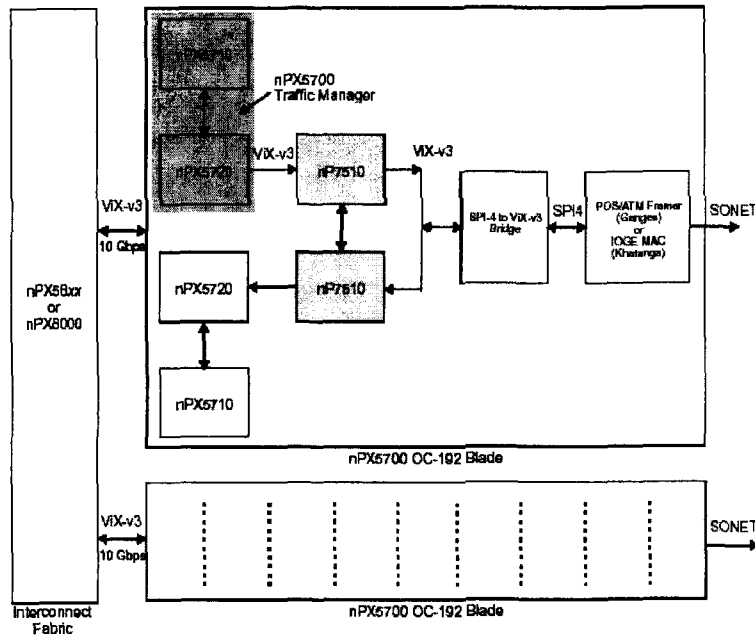 nPX5710
nPX5700
Traffic Manager
nPX5720
ViX-v3
nP7510
ViX-v3
ViX-v3
10 Gbps
SPI-4 to ViX-v3
Bridge
SPI4
POS/ATM Framer
(Ganges)
or
10GE MAC
(Khatanga)
SONET
nPX58xx
or
nPX8000
nPX5720
nP7510
nPX5710
nPX5700 OC-192 Blade
ViX-v3
10 Gbps
SONET
nPX5700 OC-192 Blade
Interconnect
Fabric